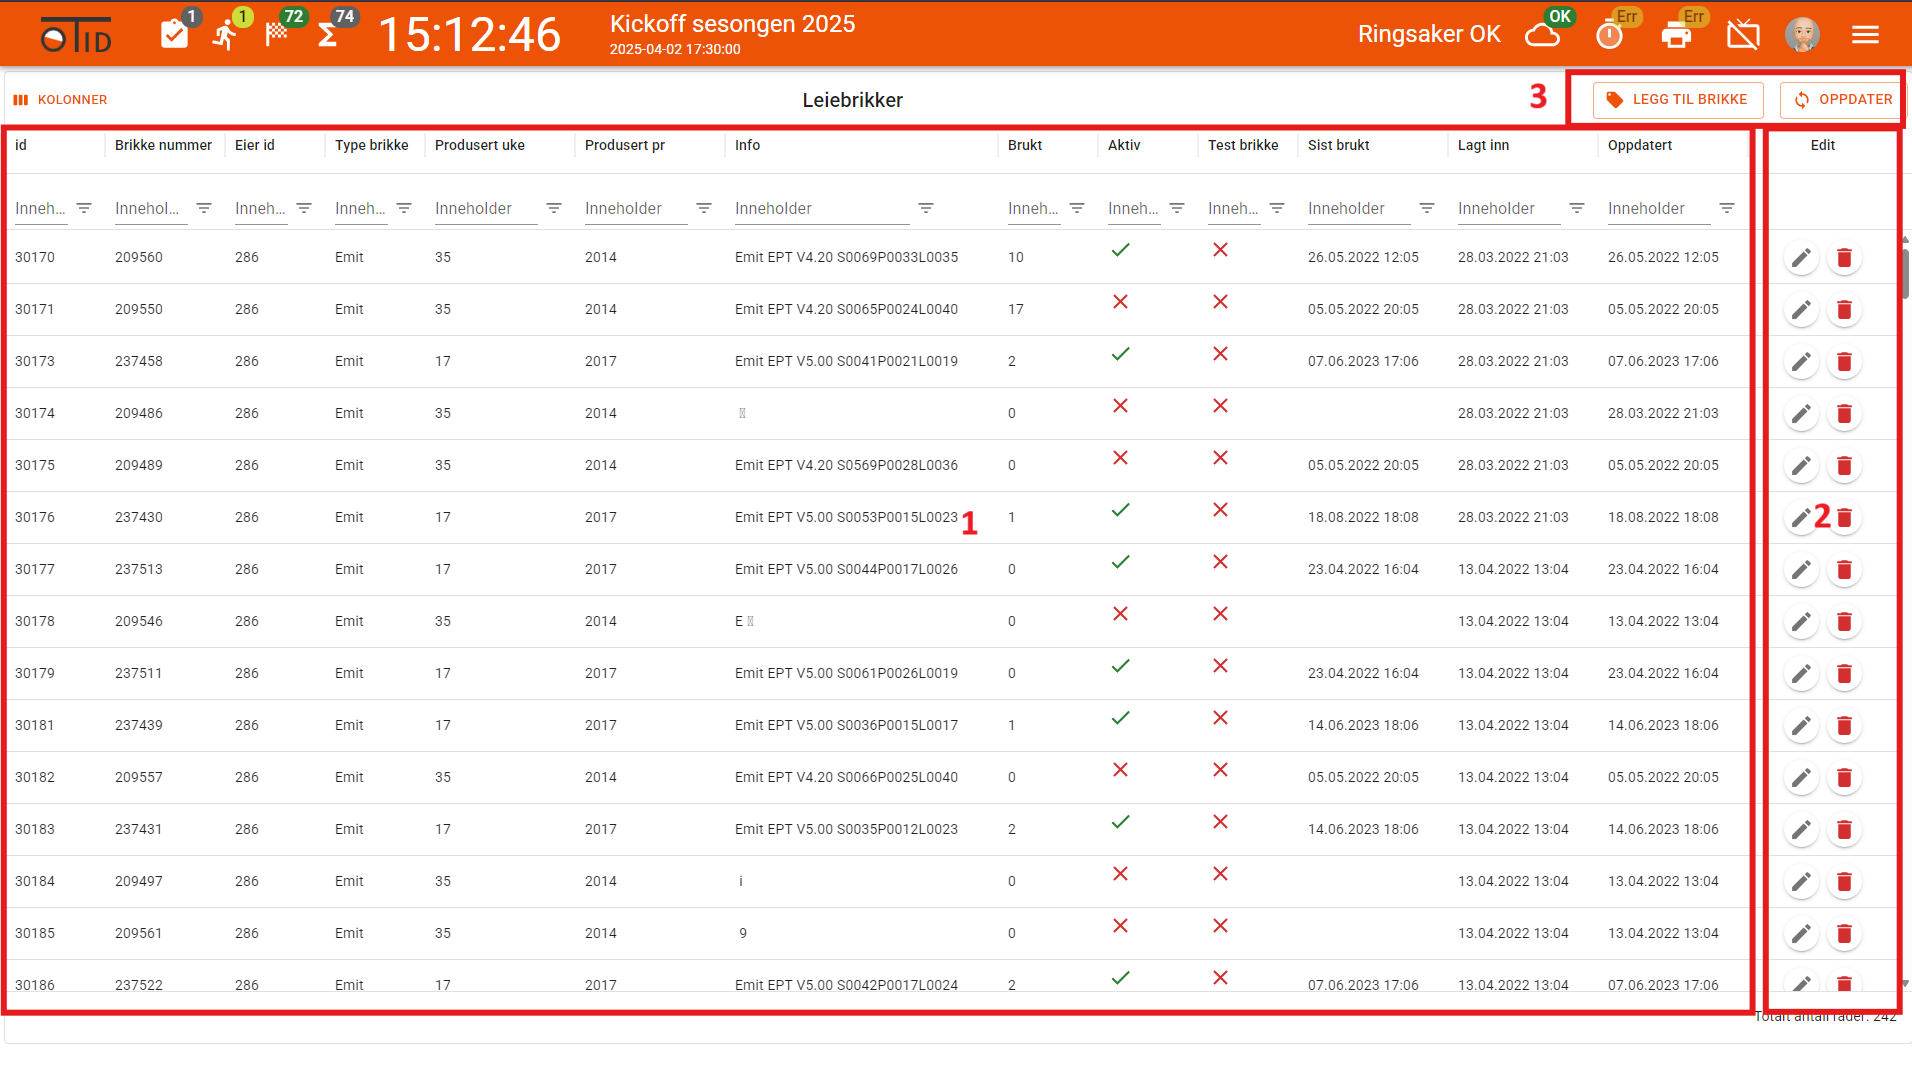 OTID
1
1
72
74
15:12:46
Kickoff sesongen 2025
2025-04-02 17:30:00
Ringsaker OK
OK
Err
Err
KOLONNER
Leiebrikker
3
LEGG TIL BRIKKE
OPPDATER
id Brikke nummer Eier id Type brikke Produsert uke Produsert pr Info Brukt Aktiv Test brikke Sist brukt Lagt inn Oppdatert Edit
Inneh... Innehol... Inneh... Inneh... Inneholder Inneholder Inneholder Inneh... Inneh... Inneh... Inneholder Inneholder Inneholder
30170 209560 286 Emit 35 2014 Emit EPT V4.20 S0069P0033L0035 10 26.05.2022 12:05 28.03.2022 21:03 26.05.2022 12:05
30171 209550 286 Emit 35 2014 Emit EPT V4.20 S0065P0024L0040 17 05.05.2022 20:05 28.03.2022 21:03 05.05.2022 20:05
30173 237458 286 Emit 17 2017 Emit EPT V5.00 S0041P0021L0019 2 07.06.2023 17:06 28.03.2022 21:03 07.06.2023 17:06
30174 209486 286 Emit 35 2014 0 28.03.2022 21:03 28.03.2022 21:03
30175 209489 286 Emit 35 2014 Emit EPT V4.20 S0569P0028L0036 0 05.05.2022 20:05 28.03.2022 21:03 05.05.2022 20:05
30176 237430 286 Emit 17 2017 Emit EPT V5.00 S0053P0015L0023 1 1 18.08.2022 18:08 28.03.2022 21:03 18.08.2022 18:08 2
30177 237513 286 Emit 17 2017 Emit EPT V5.00 S0044P0017L0026 0 23.04.2022 16:04 13.04.2022 13:04 23.04.2022 16:04
30178 209546 286 Emit 35 2014 E 0 13.04.2022 13:04 13.04.2022 13:04
30179 237511 286 Emit 17 2017 Emit EPT V5.00 S0061P0026L0019 0 23.04.2022 16:04 13.04.2022 13:04 23.04.2022 16:04
30181 237439 286 Emit 17 2017 Emit EPT V5.00 S0036P0015L0017 1 14.06.2023 18:06 13.04.2022 13:04 14.06.2023 18:06
30182 209557 286 Emit 35 2014 Emit EPT V4.20 S0066P0025L0040 0 05.05.2022 20:05 13.04.2022 13:04 05.05.2022 20:05
30183 237431 286 Emit 17 2017 Emit EPT V5.00 S0035P0012L0023 2 14.06.2023 18:06 13.04.2022 13:04 14.06.2023 18:06
30184 209497 286 Emit 35 2014 i 0 13.04.2022 13:04 13.04.2022 13:04
30185 209561 286 Emit 35 2014 9 0 13.04.2022 13:04 13.04.2022 13:04
30186 237522 286 Emit 17 2017 Emit EPT V5.00 S0042P0017L0024 2 07.06.2023 17:06 13.04.2022 13:04 07.06.2023 17:06
Totalt antall rader: 242